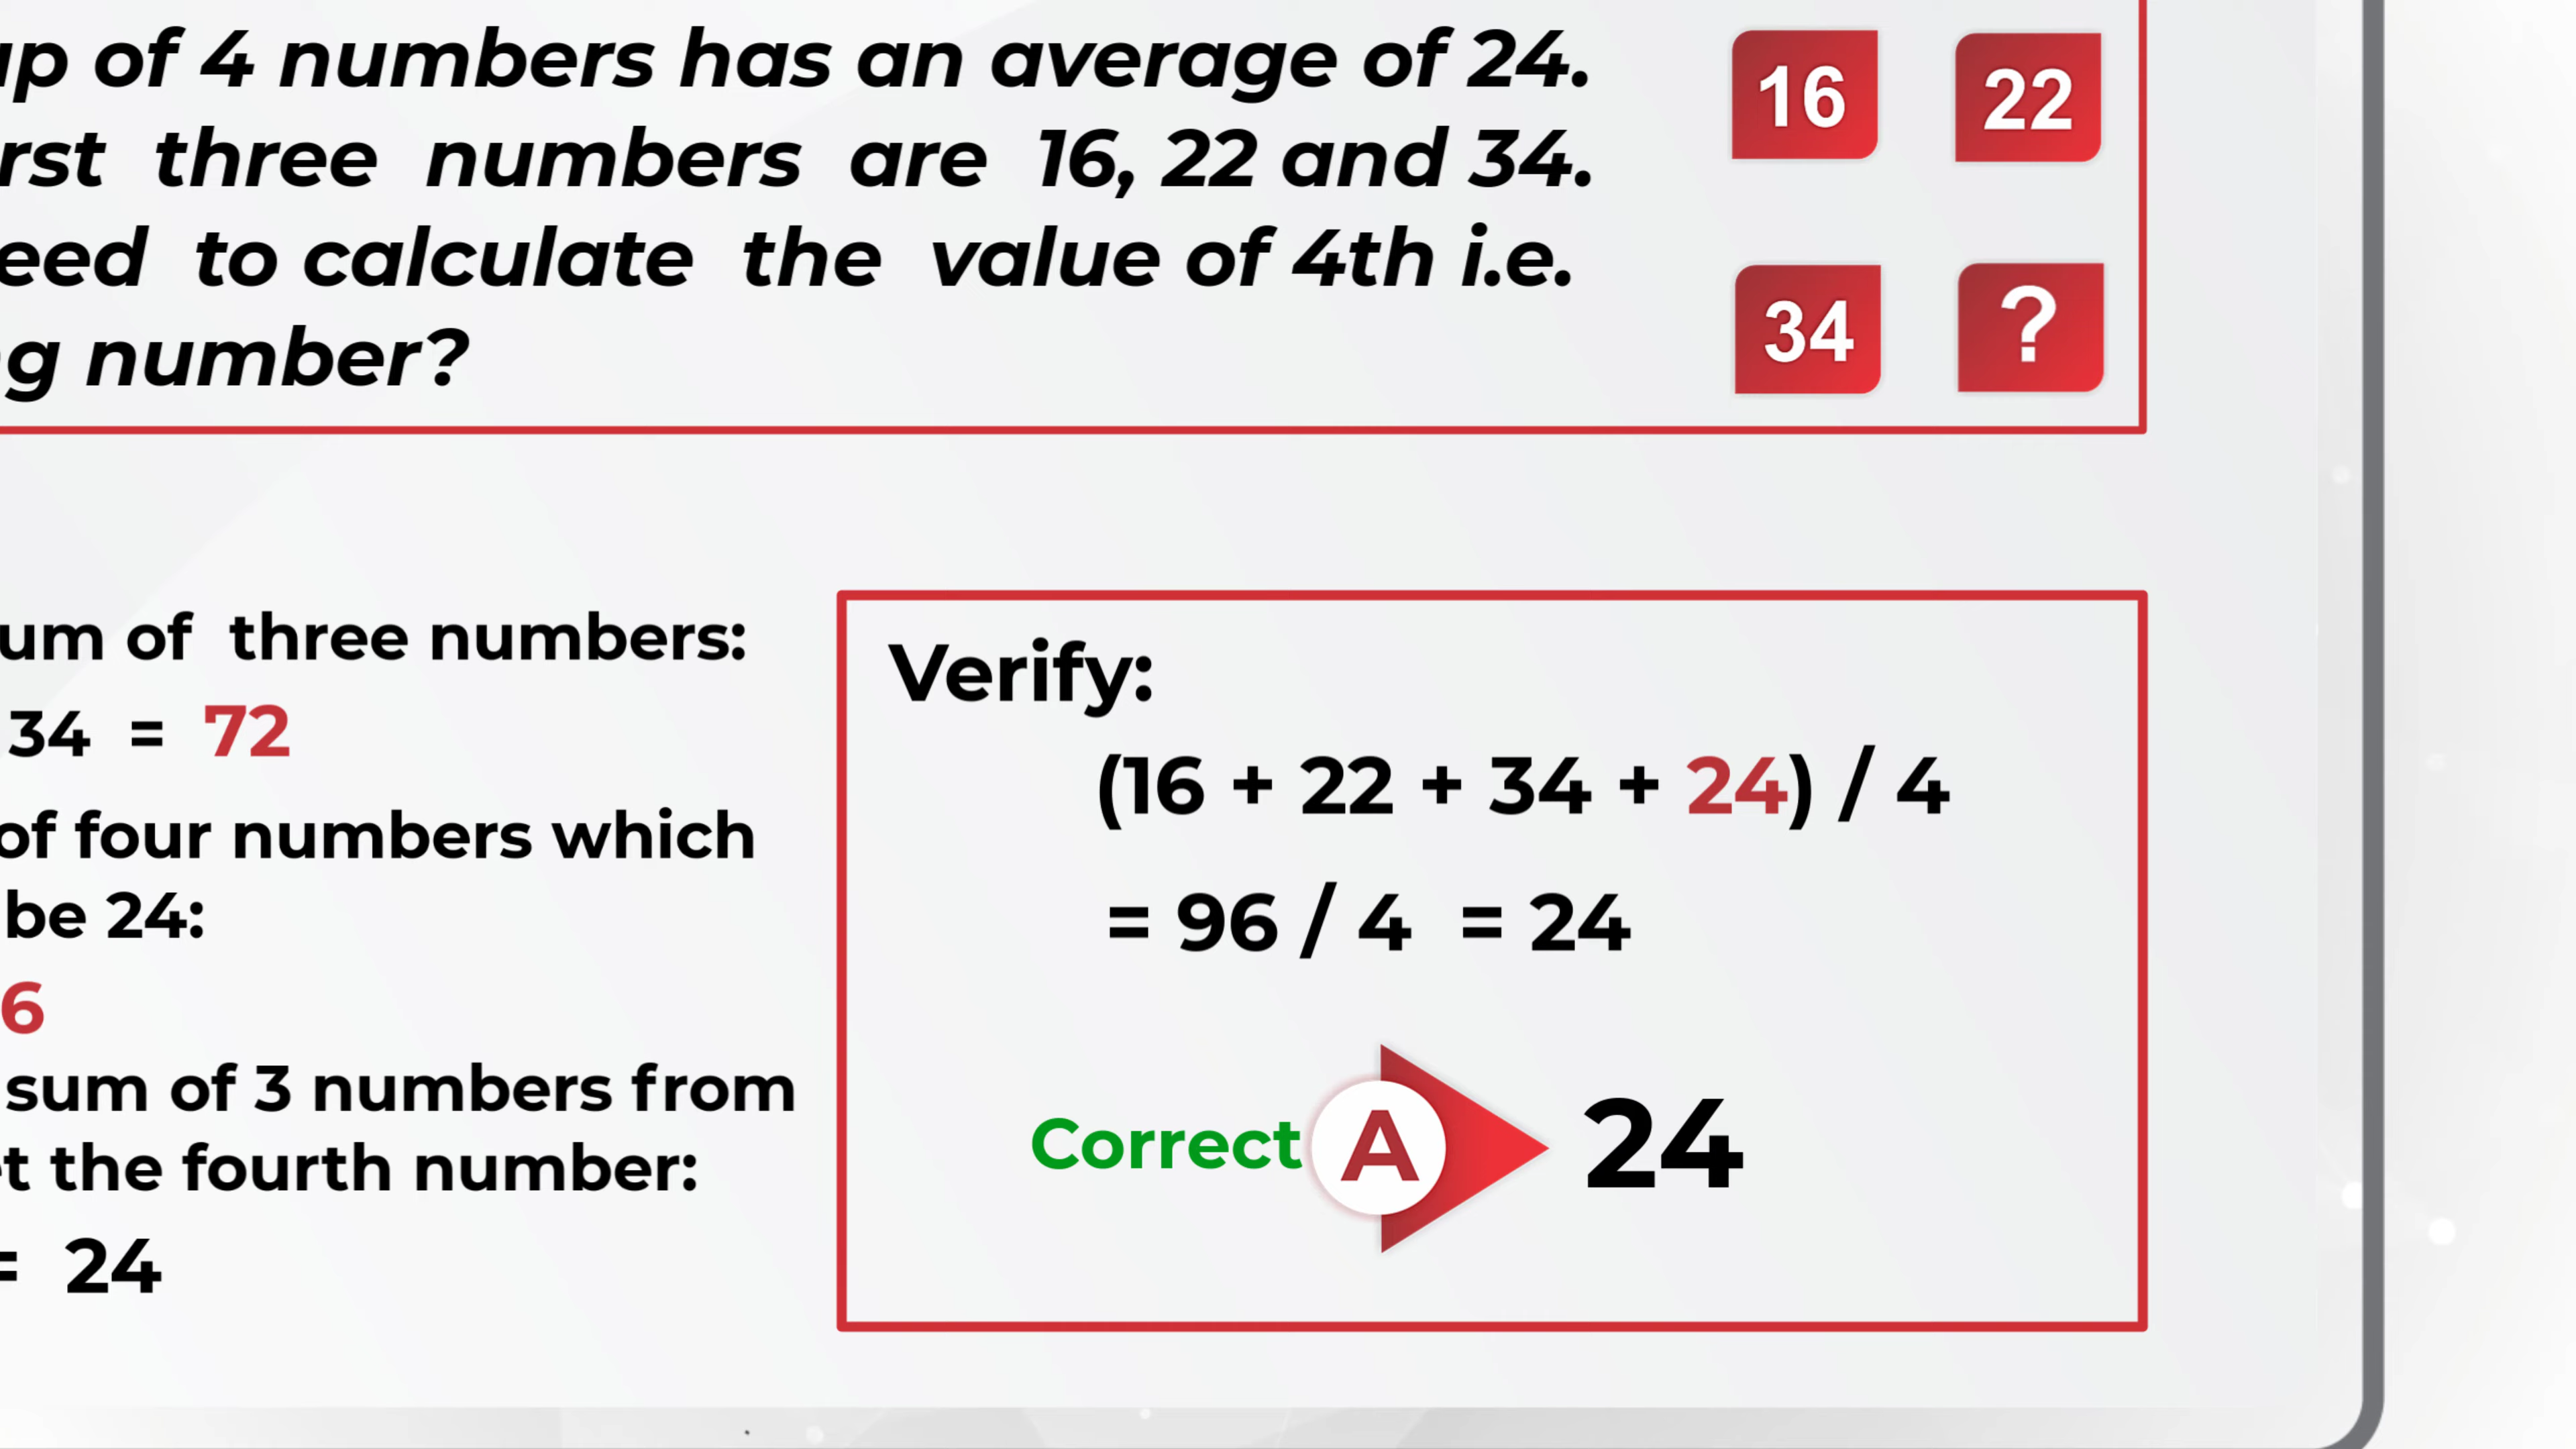 of 4 numbers has an average of 24.
three numbers are 16, 22 and 34.
to calculate the value of 4th i.e.
number?
16 22
34 ?
of three numbers:
34 = 72
of four numbers which
be 24:
6
sum of 3 numbers from
the fourth number:
= 24
Verify:
(16 + 22 + 34 + 24) / 4
= 96 / 4 = 24
Correct A 24